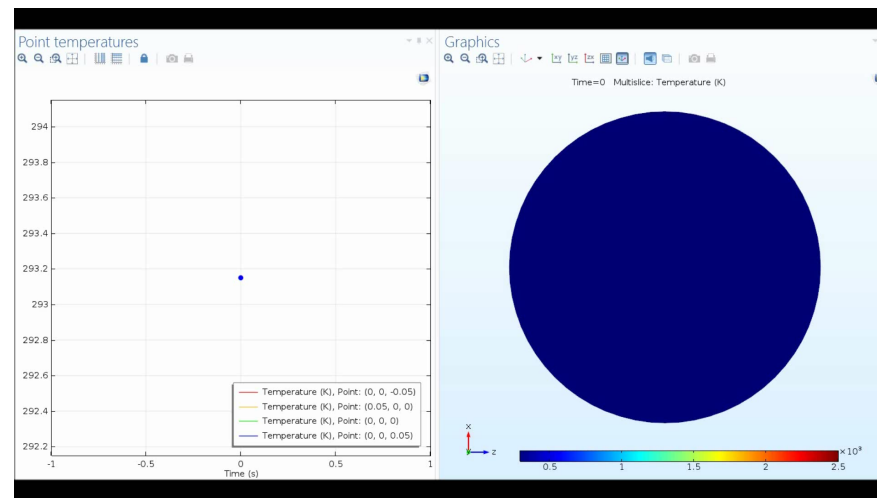 Point temperatures
294
293.8
293.6
293.4
293.2
293
292.8
292.6
292.4
292.2
-1
-0.5
0
0.5
1
Time (s)
Temperature (K), Point: (0, 0, -0.05)
Temperature (K), Point: (0.05, 0, 0)
Temperature (K), Point: (0, 0, 0)
Temperature (K), Point: (0, 0, 0.05)
Graphics
xy yz zx
Time=0 Multislice: Temperature (K)
x
y z
0.5 1 1.5 2 2.5
×10³